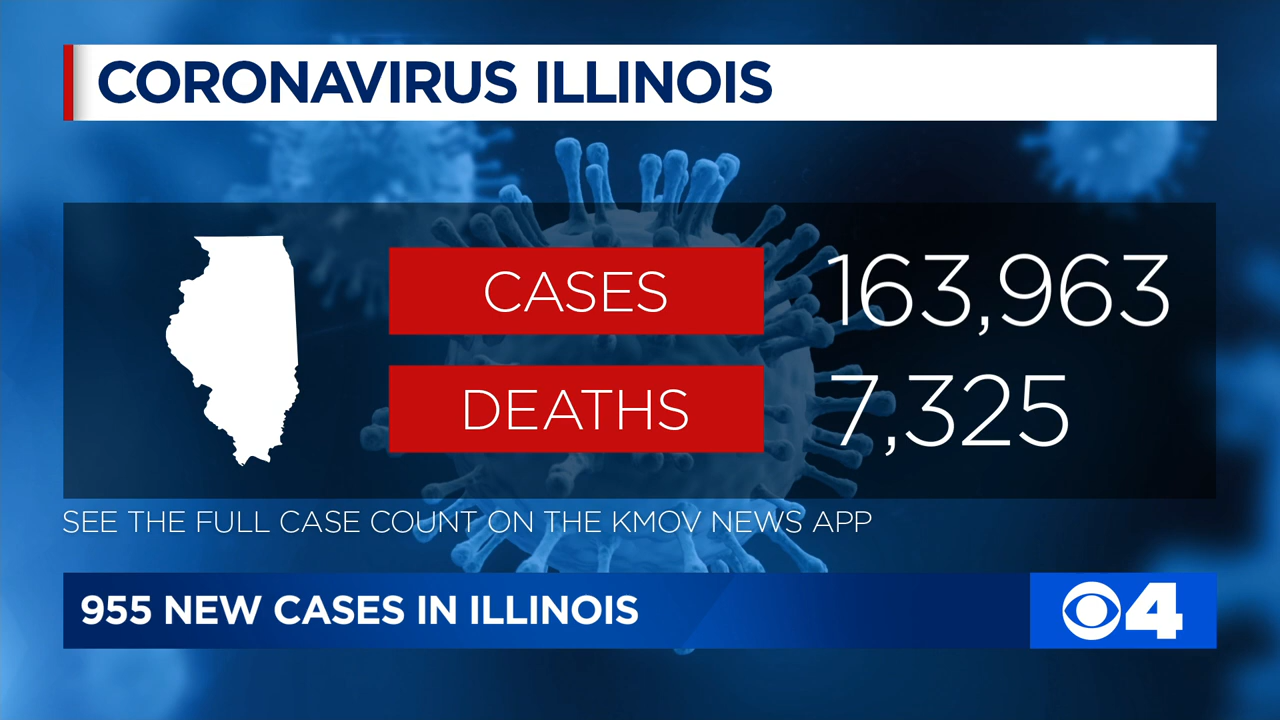 CORONAVIRUS ILLINOIS
CASES 163,963
DEATHS 7,325
SEE THE FULL CASE COUNT ON THE KMOV NEWS APP
955 NEW CASES IN ILLINOIS
4